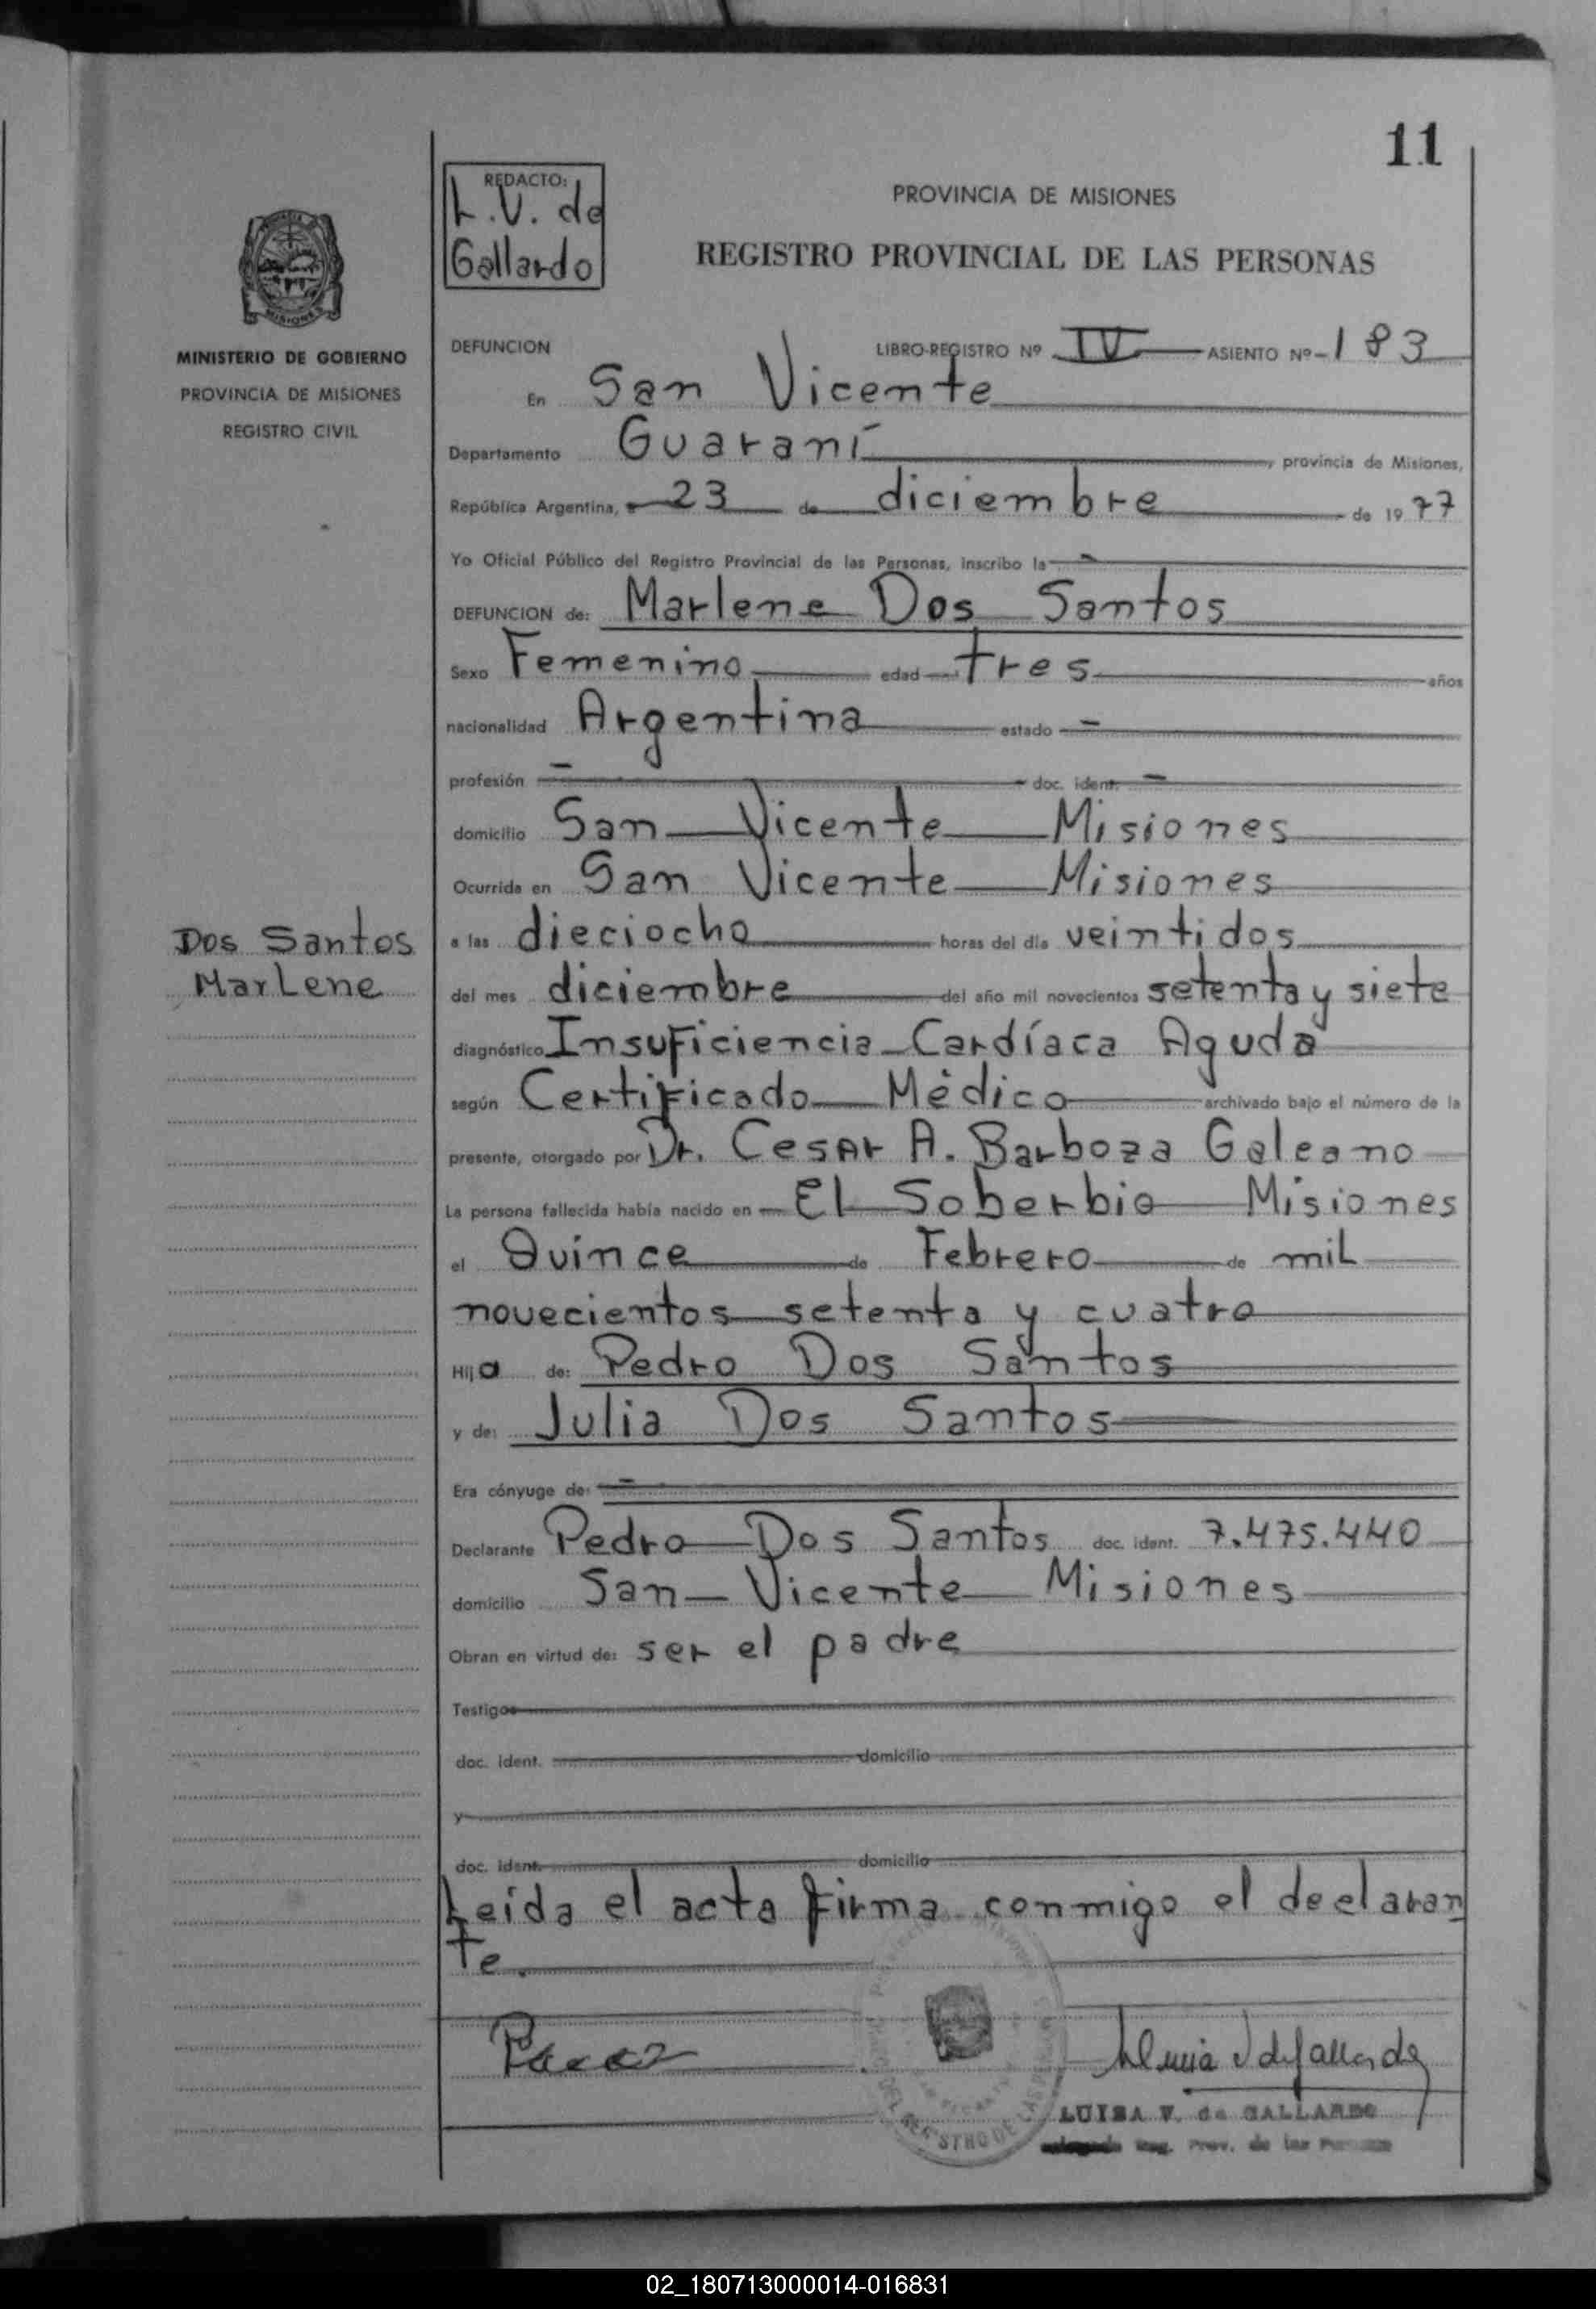 11
REDACTO:
L.V. de
Gallardo
PROVINCIA DE MISIONES
REGISTRO PROVINCIAL DE LAS PERSONAS
MISIONES
MINISTERIO DE GOBIERNO
PROVINCIA DE MISIONES
REGISTRO CIVIL
DEFUNCION LIBRO-REGISTRO Nº IV ASIENTO Nº 183
En San Vicente
Departamento Guaraní, provincia de Misiones,
República Argentina, a 23 de diciembre de 1977
Yo Oficial Público del Registro Provincial de las Personas, inscribo la
DEFUNCION de: Marlene Dos Santos
Sexo Femenino edad tres años
nacionalidad Argentina estado -
profesión - doc. ident. -
domicilio San Vicente Misiones
Ocurrida en San Vicente Misiones
Dos Santos
Marlene
a las dieciocho horas del día veintidos
del mes diciembre del año mil novecientos setenta y siete
diagnóstico Insuficiencia Cardíaca Aguda
según Certificado Médico archivado bajo el número de la
presente, otorgado por Dr. Cesar A. Barboza Galeano
La persona fallecida había nacido en El Soberbio Misiones
el Quince de Febrero de mil
novecientos setenta y cuatro
Hija de: Pedro Dos Santos
y de: Julia Dos Santos
Era cónyuge de: -
Declarante Pedro Dos Santos doc. ident. 7.475.440
domicilio San Vicente Misiones
Obran en virtud de: ser el padre
Testigos
doc. ident. domicilio
y
doc. ident. domicilio
Leída el acta firma conmigo el declaran
te.
LUISA V. de GALLARDO
Reg. Prov. de las
02_180713000014-016831